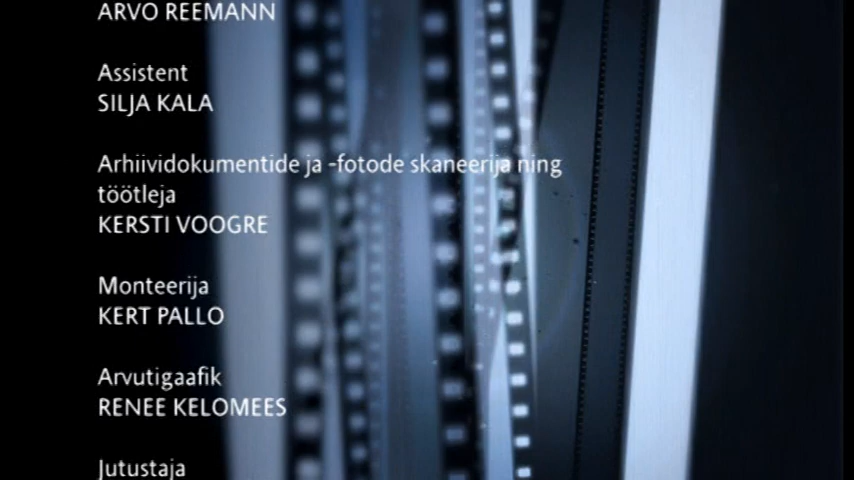 ARVO REEMANN
Assistent
SILJA KALA
Arhiividokumentide ja -fotode skaneerija ning
töötleja
KERSTI VOOGRE
Monteerija
KERT PALLO
Arvutigaafik
RENEE KELOMEES
Jutustaja